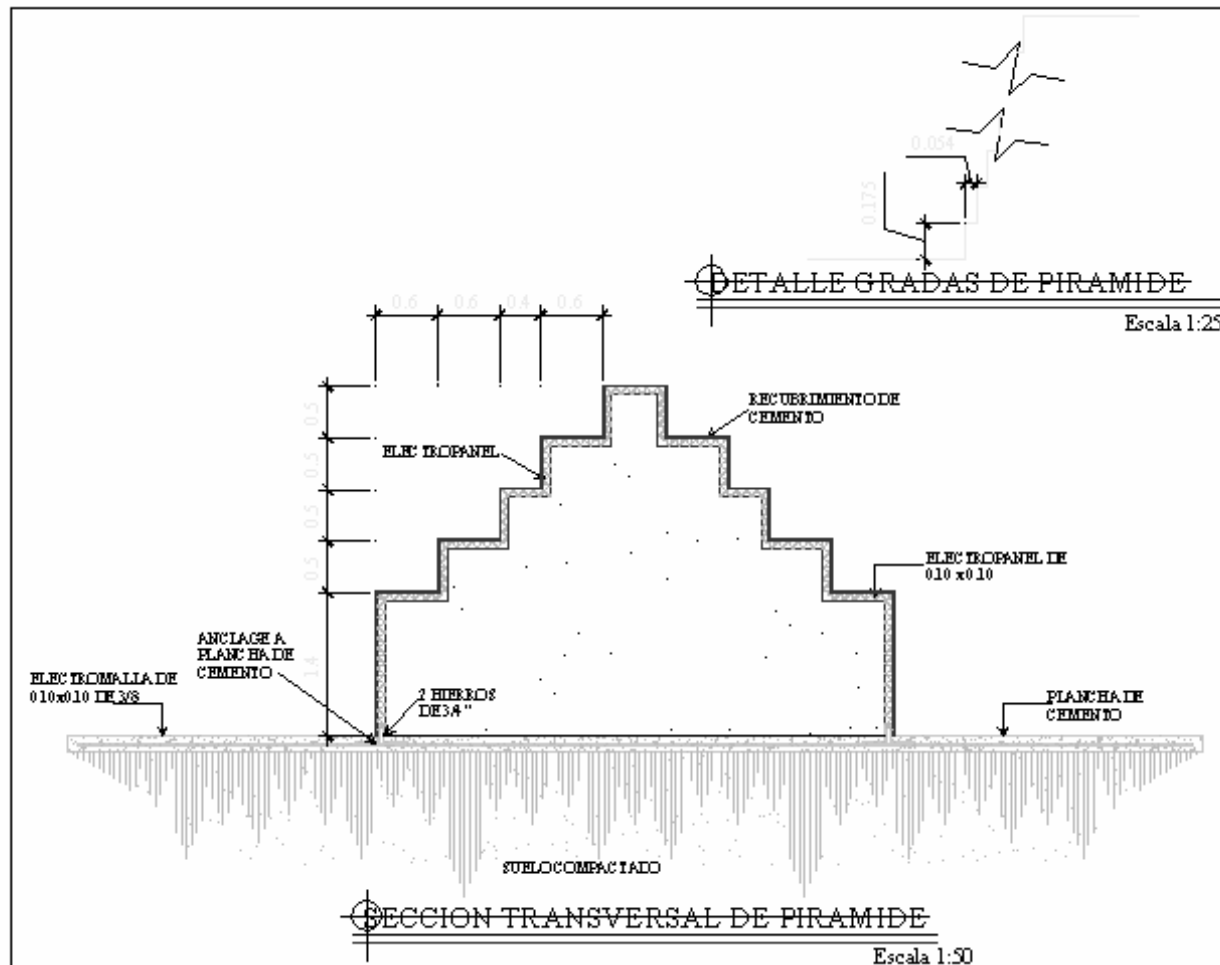 0.054
0.175
DETALLE GRADAS DE PIRAMIDE
Escala 1:25
0.6 0.6 0.4 0.6
0.5
0.5
0.5
0.5
1.4
RECUBRIMIENTO DE
CEMENTO
ELECTROPANEL
ELECTROPANEL DE
0.10 x 0.10
ANCLAGE A
PLANCHA DE
CEMENTO
ELECTROMALLA DE
0.10x0.10 DE 3/8
2 HIERROS
DE 3/4"
PLANCHA DE
CEMENTO
SUELO COMPACTADO
SECCION TRANSVERSAL DE PIRAMIDE
Escala 1:50